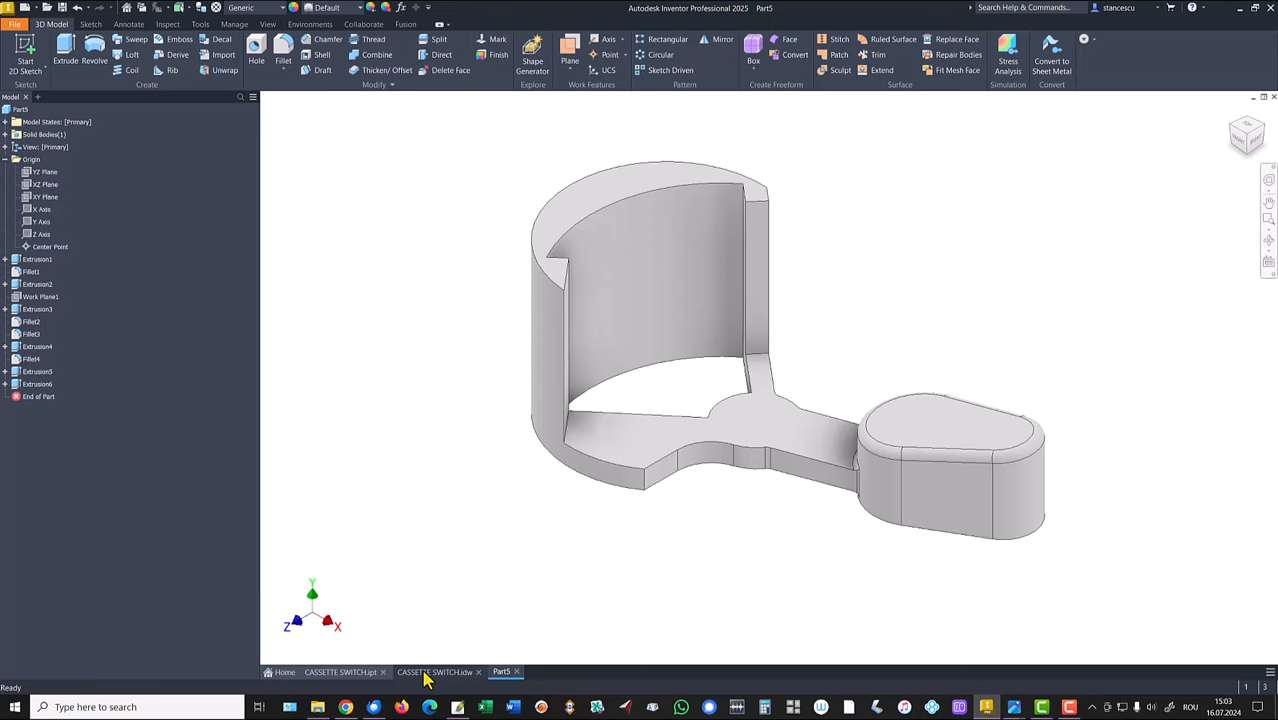 Generic
Default
Autodesk Inventor Professional 2025
Part5
Search Help & Commands...
stancescu
File
3D Model
Sketch
Annotate
Inspect
Tools
Manage
View
Environments
Collaborate
Fusion
Start
2D Sketch
Extrude
Revolve
Sweep
Emboss
Decal
Loft
Derive
Import
Coil
Rib
Unwrap
Hole
Fillet
Chamfer
Thread
Split
Mark
Shell
Combine
Direct
Finish
Draft
Thicken/ Offset
Delete Face
Shape
Generator
Plane
Axis
Point
UCS
Rectangular
Mirror
Circular
Sketch Driven
Box
Face
Convert
Stitch
Ruled Surface
Replace Face
Patch
Trim
Repair Bodies
Sculpt
Extend
Fit Mesh Face
Stress
Analysis
Convert to
Sheet Metal
Sketch
Create
Modify
Explore
Work Features
Pattern
Create Freeform
Surface
Simulation
Convert
Model
Part5
Model States: [Primary]
Solid Bodies(1)
View: [Primary]
Origin
YZ Plane
XZ Plane
XY Plane
X Axis
Y Axis
Z Axis
Center Point
Extrusion1
Fillet1
Extrusion2
Work Plane1
Extrusion3
Fillet2
Fillet3
Extrusion4
Fillet4
Extrusion5
Extrusion6
End of Part
Y
Z
X
Home
CASSETTE SWITCH.ipt
CASSETTE SWITCH.idw
Part5
Ready
1
3
Type here to search
ROU
15:03
16.07.2024